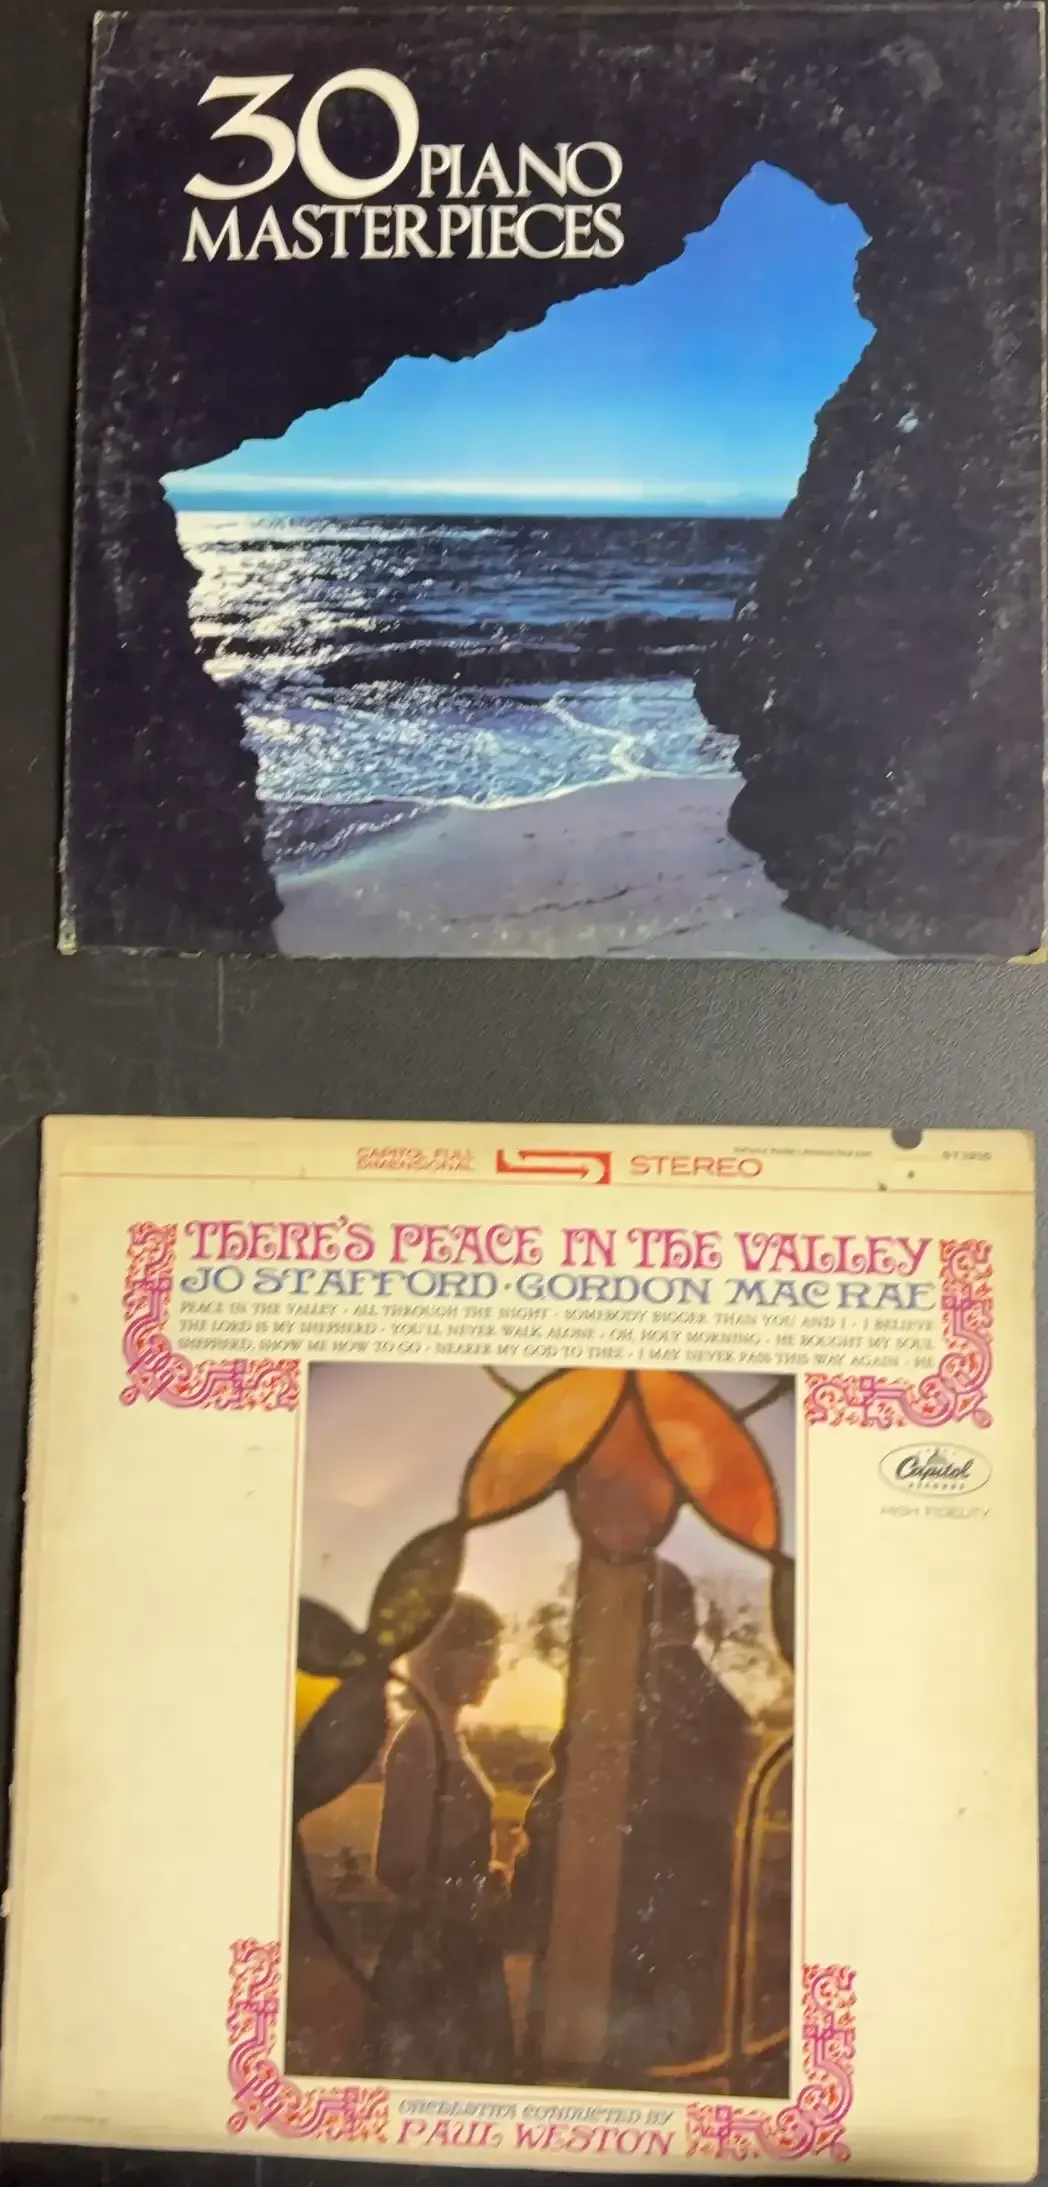 30 PIANO
MASTERPIECES
CAPITOL FULL
DIMENSIONAL
STEREO
THERE'S PEACE IN THE VALLEY
JO STAFFORD · GORDON MACRAE
PEACE IN THE VALLEY · ALL THROUGH THE NIGHT · SOMEBODY BIGGER THAN YOU AND I · I BELIEVE
THE LORD IS MY SHEPHERD · YOU'LL NEVER WALK ALONE · OH, HOLY MORNING · HE BOUGHT MY SOUL
SHEPHERD, SHOW ME HOW TO GO · NEARER MY GOD TO THEE · I MAY NEVER PASS THIS WAY AGAIN · HE
Capitol
RECORDS
HIGH FIDELITY
ORCHESTRA CONDUCTED BY
PAUL WESTON